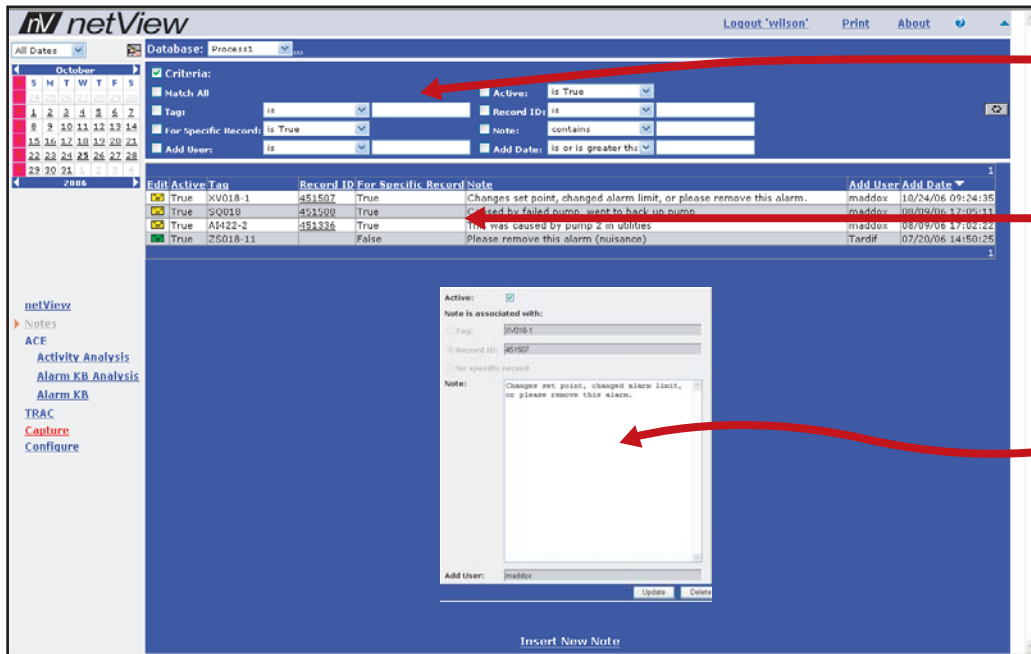 nV netView
Logout 'wilson' Print About
All Dates
Database: Process1 ...
October
S M T W T F S
1 2 3 4 5 6 7
8 9 10 11 12 13 14
15 16 17 18 19 20 21
22 23 24 25 26 27 28
29 30 31 1 2 3 4
2006
Criteria:
Match All
Active: is True
Tag: is
Record ID: is
For Specific Record: is True
Note: contains
Add User: is
Add Date: is or is greater tha
1
Edit Active Tag Record ID For Specific Record Note Add User Add Date
True XV018-1 451507 True Changes set point, changed alarm limit, or please remove this alarm. maddox 10/24/06 09:24:35
True SQ018 451508 True Caused by failed pump, went to back up pump maddox 08/09/06 17:05:11
True AI422-2 451336 True This was caused by pump 2 in utilities maddox 08/09/06 17:02:22
True ZS018-11 False Please remove this alarm (nuisance) Tardif 07/20/06 14:50:25
1
netView
Notes
ACE
Activity Analysis
Alarm KB Analysis
Alarm KB
TRAC
Capture
Configure
Active:
Note is associated with:
Tag: XV018-1
Record ID: 451507
for specific record
Note: Changes set point, changed alarm limit,
or please remove this alarm.
Add User: maddox
Update Delete
Insert New Note